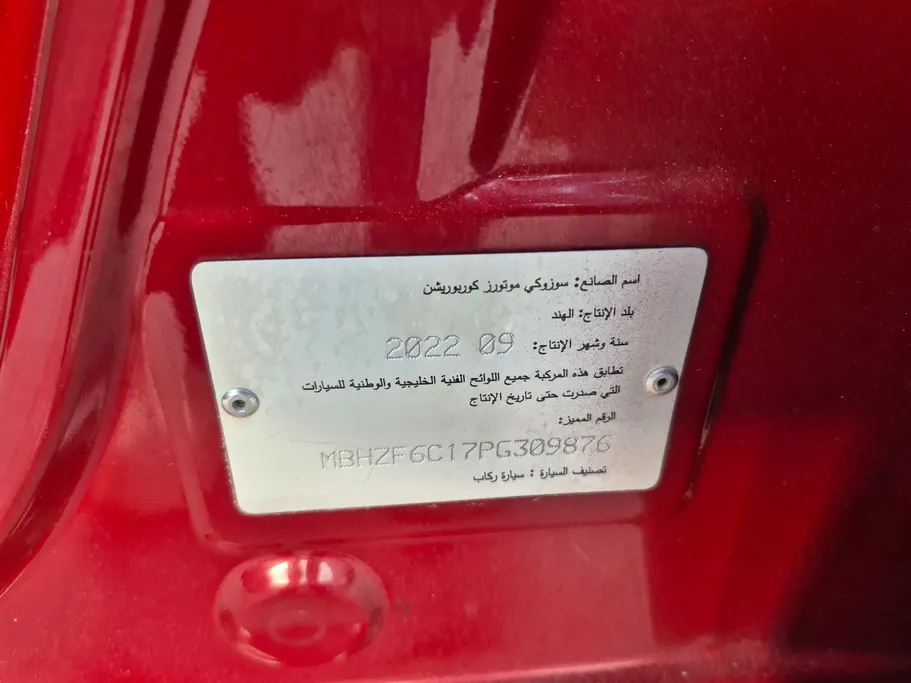 اسم الصانع: سوزوكي موتورز كوربوريشن
بلد الإنتاج: الهند
سنة وشهر الإنتاج: 09 2022
تطابق هذه المركبة جميع اللوائح الفنية الخليجية والوطنية للسيارات
التي صدرت حتى تاريخ الإنتاج
الرقم المميز:
MBHZF6C17PG309876
تصنيف السيارة : سيارة ركاب